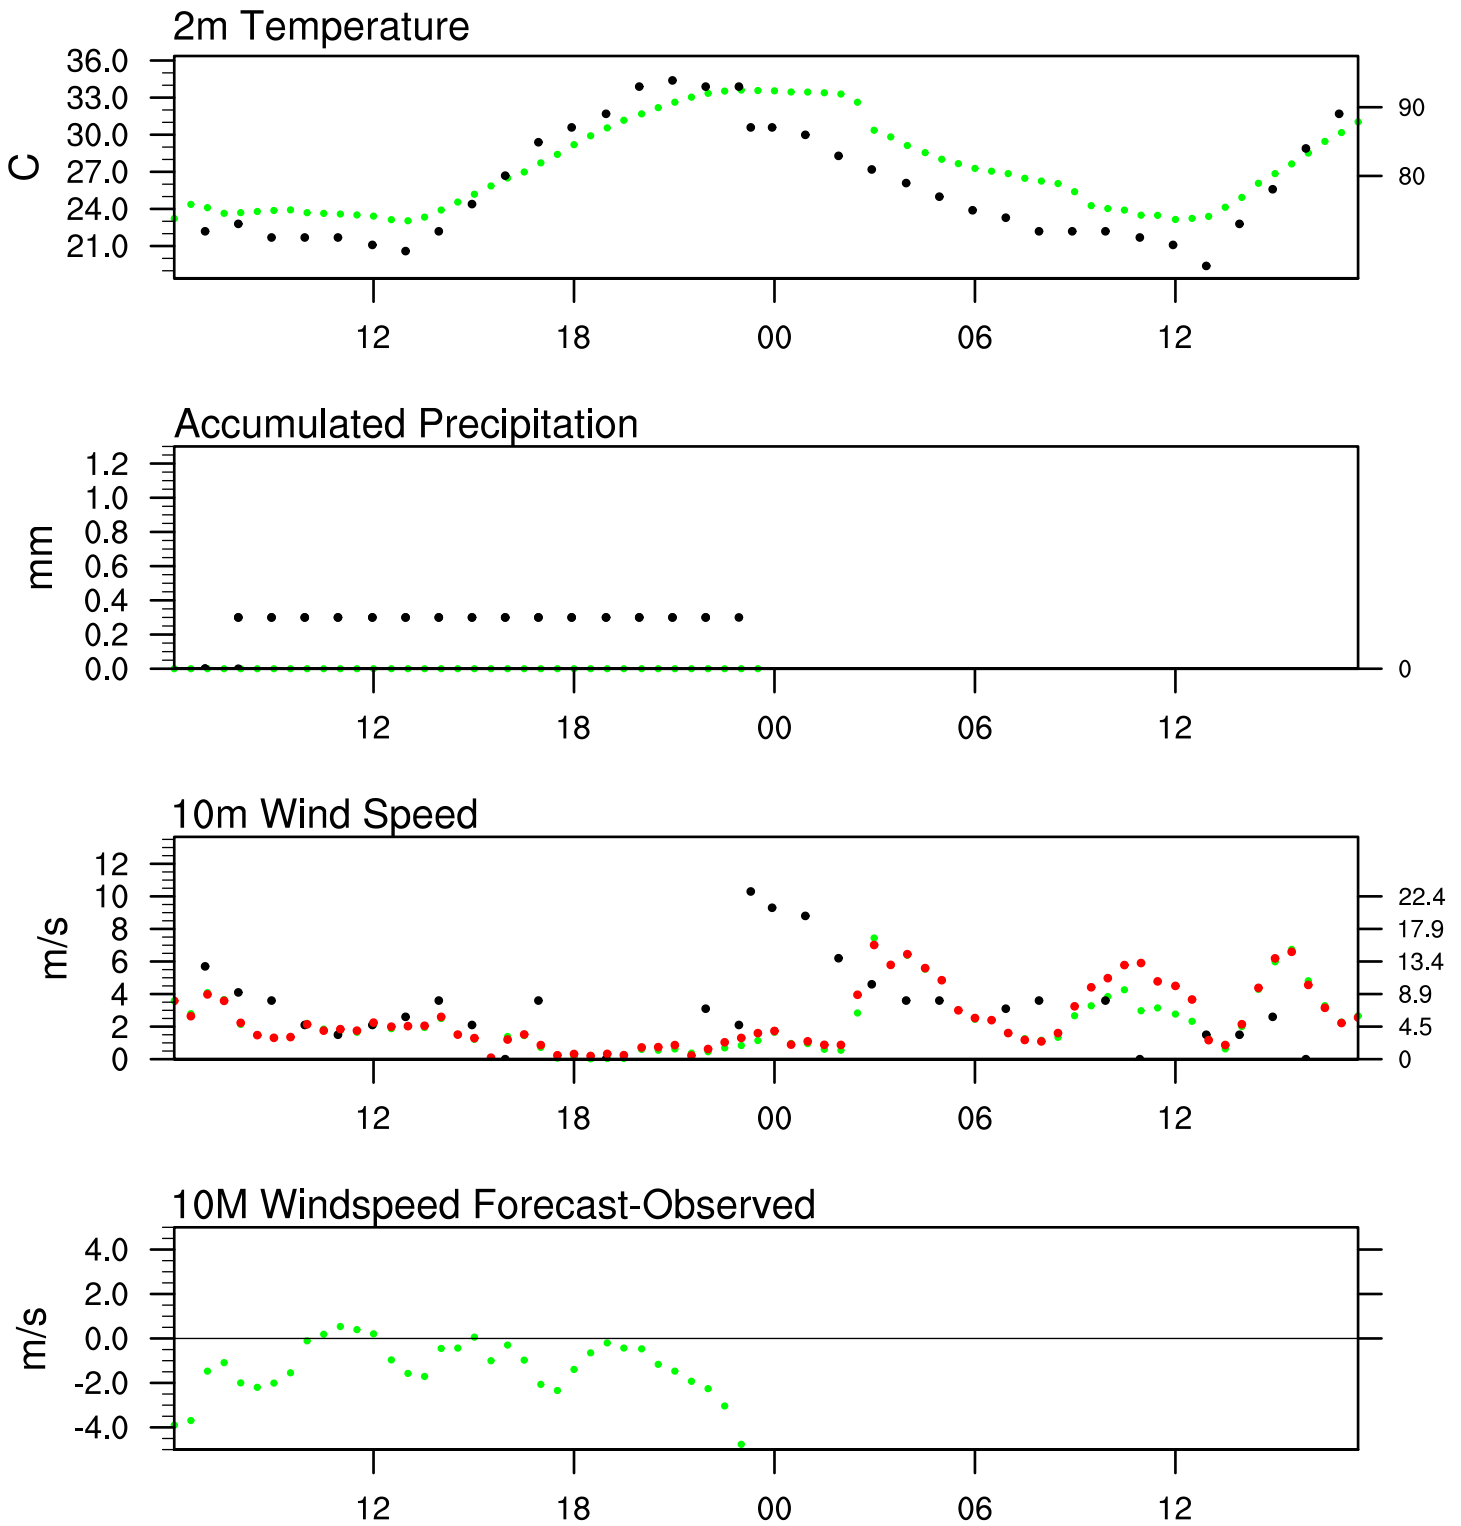 2m Temperature
36.0
33.0
30.0
27.0
24.0
21.0
C
90
80
12 18 00 06 12
Accumulated Precipitation
1.2
1.0
0.8
0.6
0.4
0.2
0.0
mm
0
12 18 00 06 12
10m Wind Speed
12
10
8
6
4
2
0
m/s
22.4
17.9
13.4
8.9
4.5
0
12 18 00 06 12
10M Windspeed Forecast-Observed
4.0
2.0
0.0
-2.0
-4.0
m/s
12 18 00 06 12